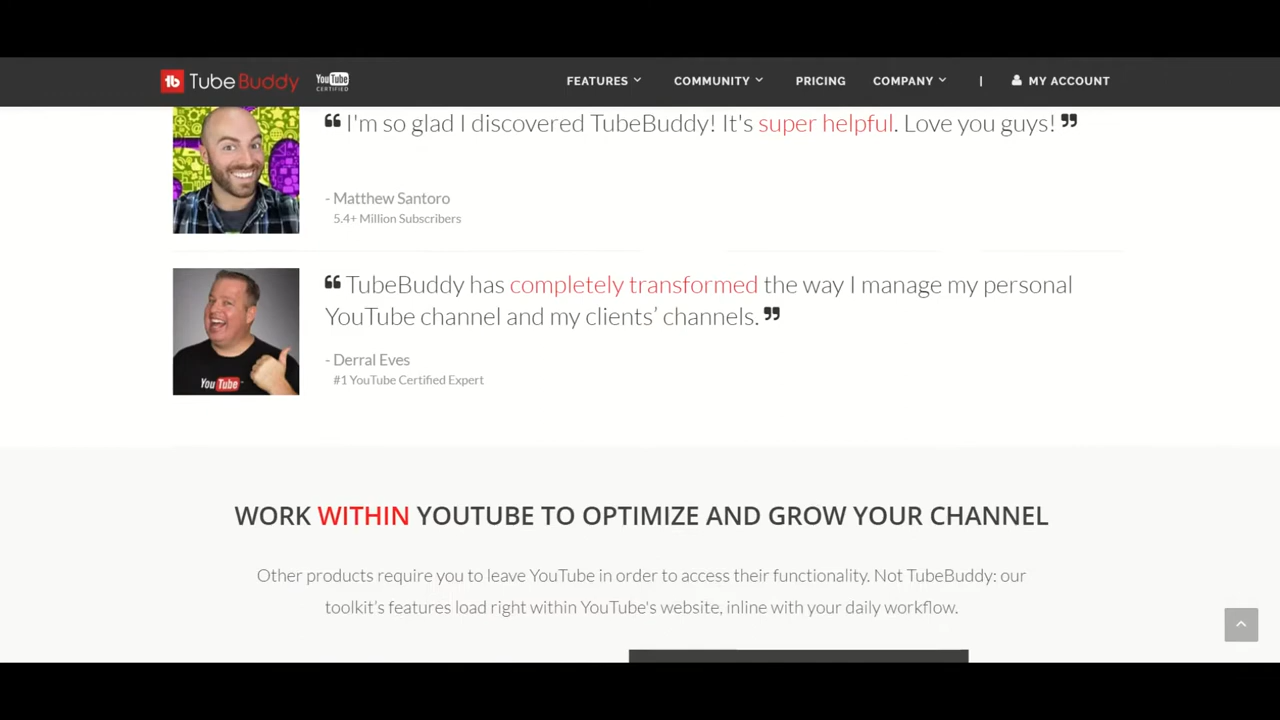 tb TubeBuddy YouTube CERTIFIED FEATURES COMMUNITY PRICING COMPANY | MY ACCOUNT
❝ I'm so glad I discovered TubeBuddy! It's super helpful. Love you guys! ❞
- Matthew Santoro
5.4+ Million Subscribers
❝ TubeBuddy has completely transformed the way I manage my personal
YouTube channel and my clients’ channels. ❞
- Derral Eves
#1 YouTube Certified Expert
YouTube
WORK WITHIN YOUTUBE TO OPTIMIZE AND GROW YOUR CHANNEL
Other products require you to leave YouTube in order to access their functionality. Not TubeBuddy: our
toolkit’s features load right within YouTube's website, inline with your daily workflow.